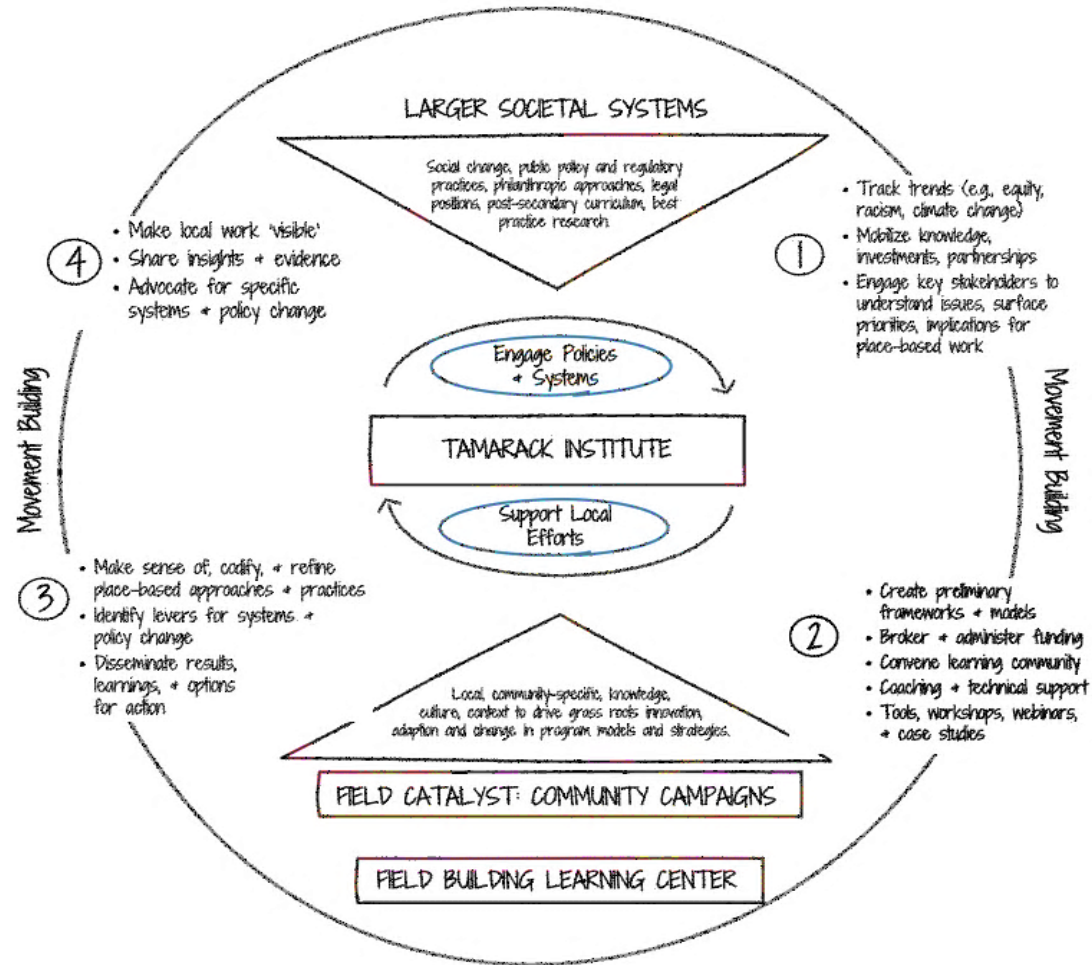 LARGER SOCIETAL SYSTEMS
Social change, public policy and regulatory
practices, philanthropic approaches, legal
positions, post-secondary curriculum, best
practice research
1
• Track trends (e.g., equity,
racism, climate change)
• Mobilize knowledge,
investments, partnerships
• Engage key stakeholders to
understand issues, surface
priorities, implications for
place-based work
4
• Make local work 'visible'
• Share insights + evidence
• Advocate for specific
systems + policy change
Engage Policies
+ Systems
TAMARACK INSTITUTE
Support Local
Efforts
Movement Building
Movement Building
3
• Make sense of, codify, + refine
place-based approaches + practices
• Identify levers for systems +
policy change
• Disseminate results,
learnings, + options
for action
2
• Create preliminary
frameworks + models
• Broker + administer funding
• Convene learning community
• Coaching + technical support
• Tools, workshops, webinars,
+ case studies
Local, community-specific, knowledge,
culture, context to drive grass roots innovation,
adaption and change in program models and strategies.
FIELD CATALYST: COMMUNITY CAMPAIGNS
FIELD BUILDING LEARNING CENTER